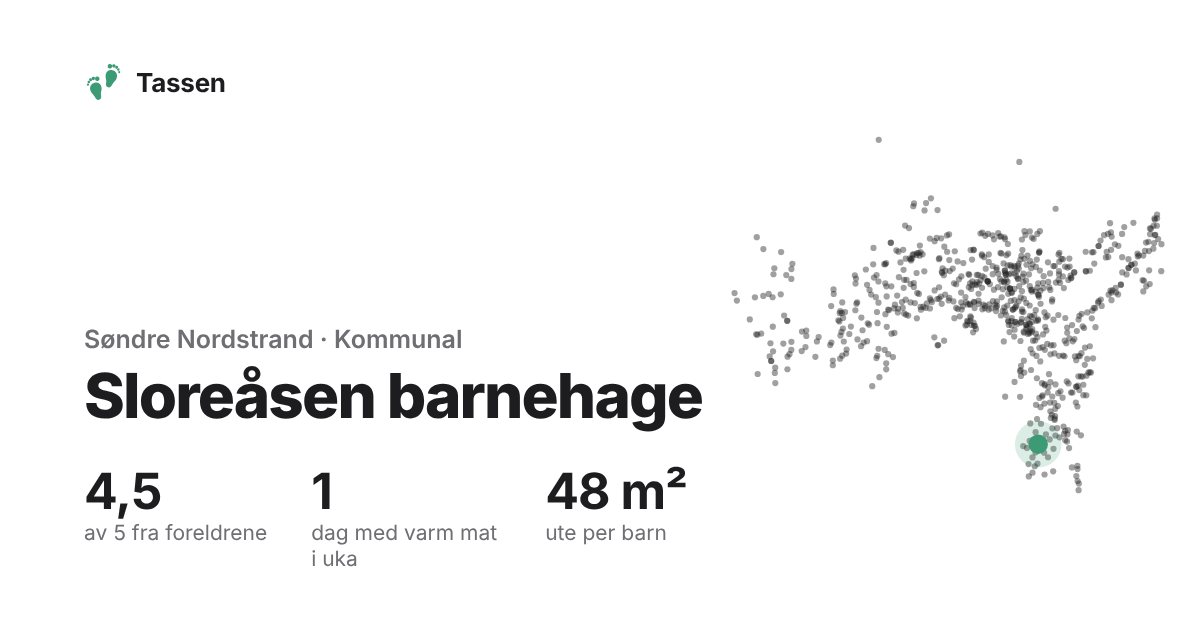 Tassen
Søndre Nordstrand · Kommunal
Sloreåsen barnehage
4,5
av 5 fra foreldrene
1
dag med varm mat
i uka
48 m²
ute per barn